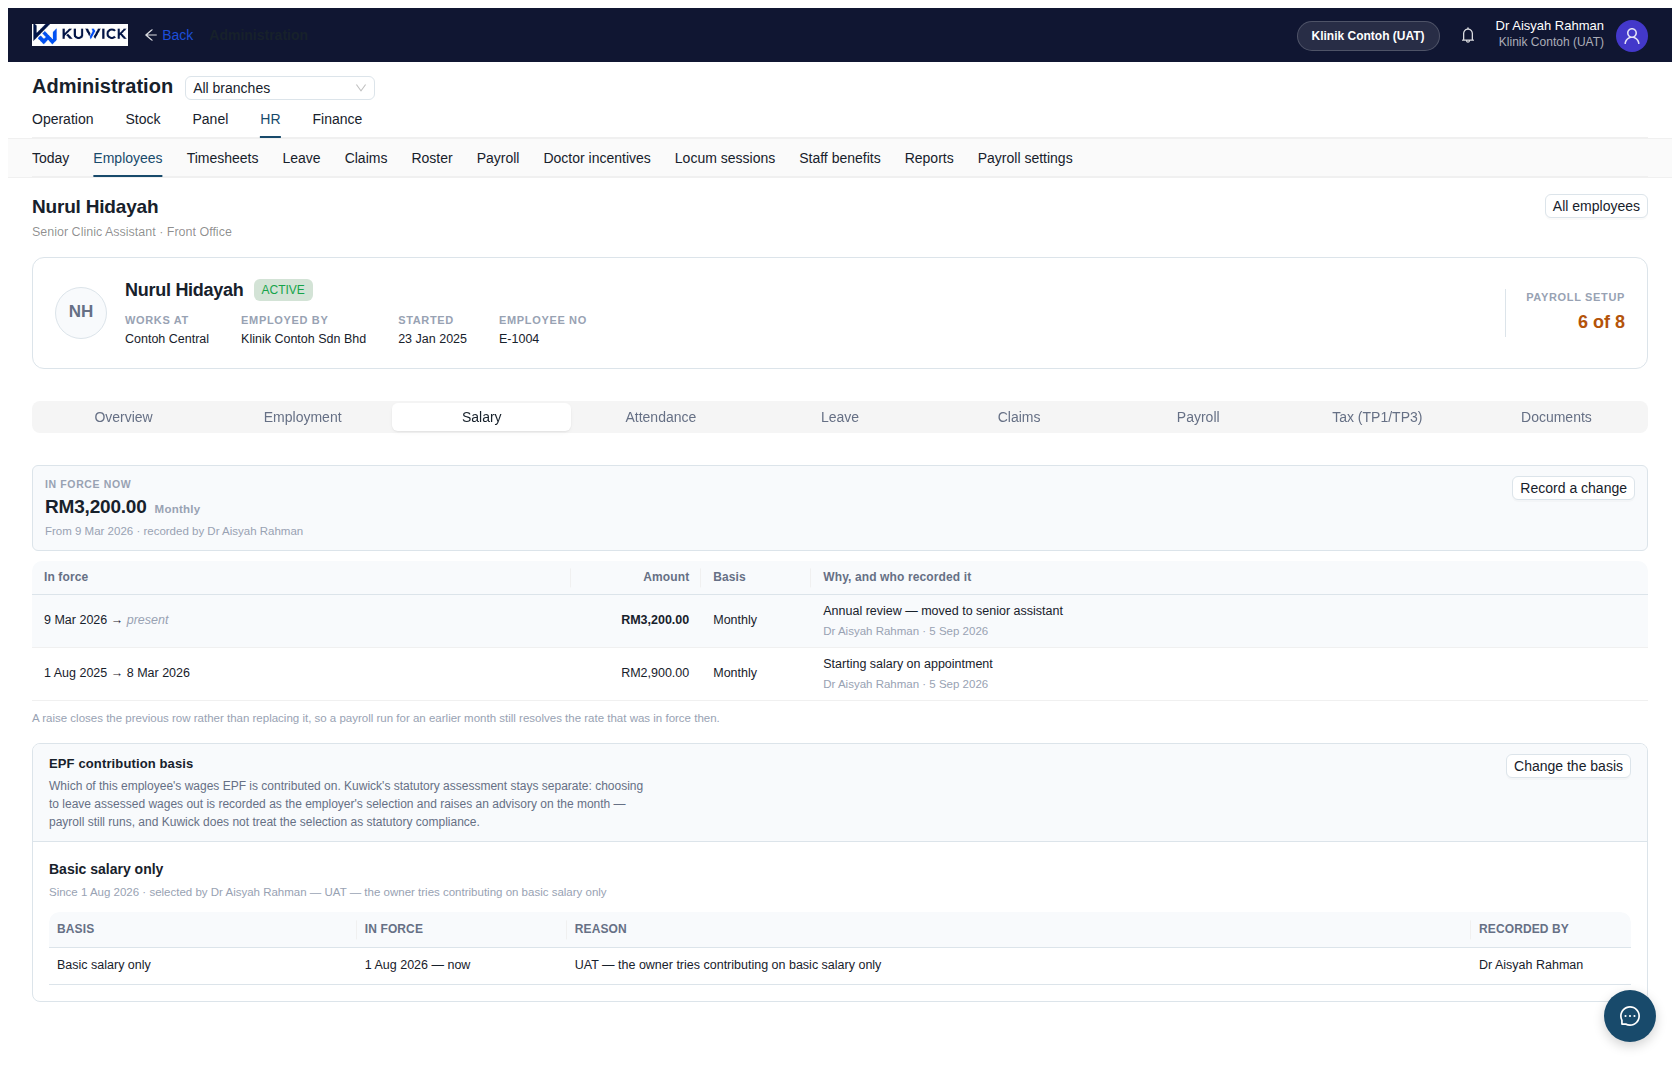 KUWICK
Back
Administration
Klinik Contoh (UAT)
Dr Aisyah Rahman
Klinik Contoh (UAT)
Administration
All branches
Operation Stock Panel HR Finance
Today Employees Timesheets Leave Claims Roster Payroll Doctor incentives Locum sessions Staff benefits Reports Payroll settings
Nurul Hidayah
All employees
Senior Clinic Assistant · Front Office
NH
Nurul Hidayah ACTIVE
WORKS AT EMPLOYED BY STARTED EMPLOYEE NO
Contoh Central Klinik Contoh Sdn Bhd 23 Jan 2025 E-1004
PAYROLL SETUP
6 of 8
Overview Employment Salary Attendance Leave Claims Payroll Tax (TP1/TP3) Documents
IN FORCE NOW
RM3,200.00 Monthly
From 9 Mar 2026 · recorded by Dr Aisyah Rahman
Record a change
In force Amount Basis Why, and who recorded it
9 Mar 2026 → present RM3,200.00 Monthly Annual review — moved to senior assistant
Dr Aisyah Rahman · 5 Sep 2026
1 Aug 2025 → 8 Mar 2026 RM2,900.00 Monthly Starting salary on appointment
Dr Aisyah Rahman · 5 Sep 2026
A raise closes the previous row rather than replacing it, so a payroll run for an earlier month still resolves the rate that was in force then.
EPF contribution basis
Change the basis
Which of this employee's wages EPF is contributed on. Kuwick's statutory assessment stays separate: choosing
to leave assessed wages out is recorded as the employer's selection and raises an advisory on the month —
payroll still runs, and Kuwick does not treat the selection as statutory compliance.
Basic salary only
Since 1 Aug 2026 · selected by Dr Aisyah Rahman — UAT — the owner tries contributing on basic salary only
BASIS IN FORCE REASON RECORDED BY
Basic salary only 1 Aug 2026 — now UAT — the owner tries contributing on basic salary only Dr Aisyah Rahman